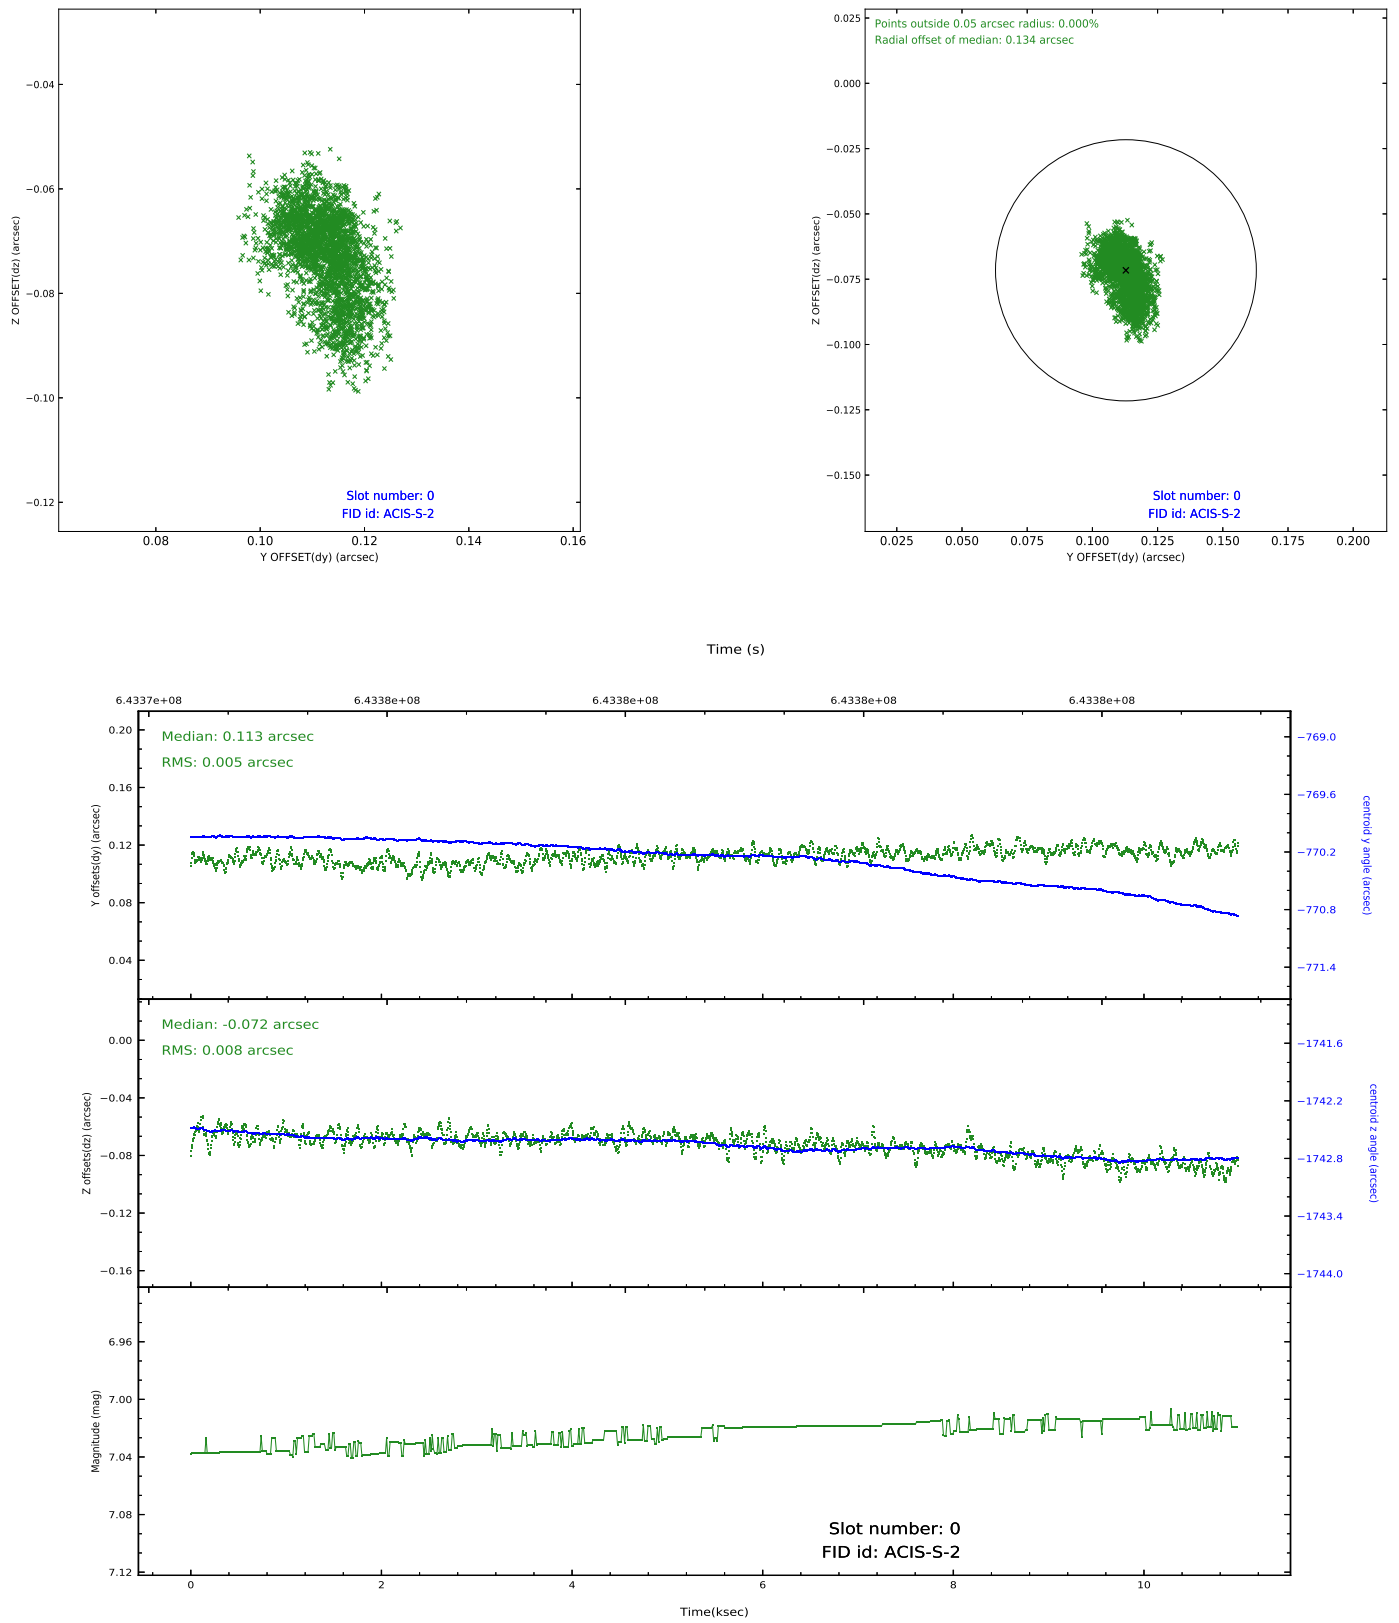 −0.04
−0.06
−0.08
−0.10
−0.12
Z OFFSET(dz) (arcsec)
0.08
0.10
0.12
0.14
0.16
Y OFFSET(dy) (arcsec)
Slot number: 0
FID id: ACIS-S-2
Points outside 0.05 arcsec radius: 0.000%
Radial offset of median: 0.134 arcsec
0.025
0.000
−0.025
−0.050
−0.075
−0.100
−0.125
−0.150
Z OFFSET(dz) (arcsec)
0.025
0.050
0.075
0.100
0.125
0.150
0.175
0.200
Y OFFSET(dy) (arcsec)
Slot number: 0
FID id: ACIS-S-2
Time (s)
6.4337e+08
6.4338e+08
6.4338e+08
6.4338e+08
6.4338e+08
Median: 0.113 arcsec
RMS: 0.005 arcsec
0.20
0.16
0.12
0.08
0.04
Y offsets(dy) (arcsec)
−769.0
−769.6
−770.2
−770.8
−771.4
centroid y angle (arcsec)
Median: -0.072 arcsec
RMS: 0.008 arcsec
0.00
−0.04
−0.08
−0.12
−0.16
Z offsets(dz) (arcsec)
−1741.6
−1742.2
−1742.8
−1743.4
−1744.0
centroid z angle (arcsec)
6.96
7.00
7.04
7.08
7.12
Magnitude (mag)
Slot number: 0
FID id: ACIS-S-2
0
2
4
6
8
10
Time(ksec)